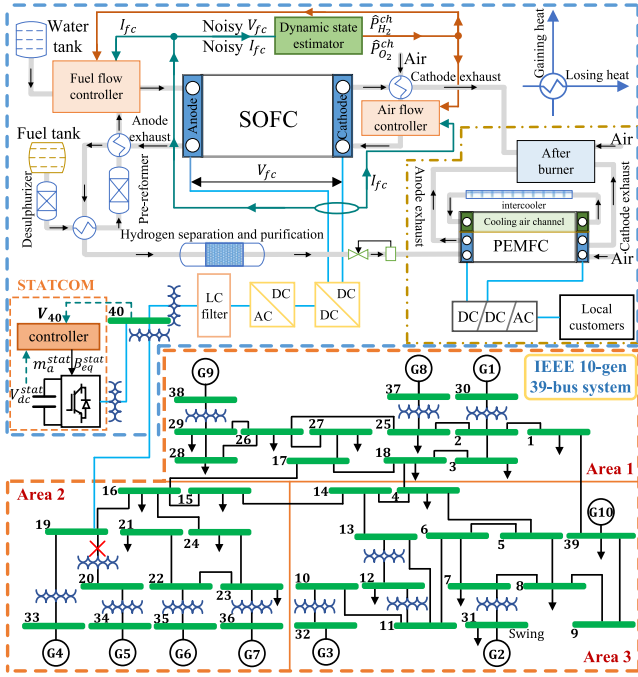 Water
tank
I_fc
Noisy V_fc
Noisy I_fc
Dynamic state
estimator
P̂_H₂^ch
P̂_O₂^ch
Air
Cathode exhaust
Gaining heat
Losing heat
Fuel flow
controller
Anode
SOFC
Cathode
Air flow
controller
Fuel tank
Anode
exhaust
V_fc
I_fc
After
burner
Air
Desulphurizer
Pre-reformer
Anode exhaust
intercooler
Cooling air channel
PEMFC
Cathode exhaust
Air
Hydrogen separation and purification
STATCOM
V₄₀
40
controller
m_a^stat
B_eq^stat
V_dc^stat
LC
filter
DC
AC
DC
DC
DC/DC/AC
Local
customers
G9
G8
G1
IEEE 10-gen
39-bus system
38
37
30
29
26
27
25
2
1
28
17
18
3
Area 1
Area 2
16
15
14
4
G10
19
21
24
13
6
5
39
20
22
23
10
12
7
8
33
34
35
36
32
11
31
9
Swing
G4
G5
G6
G7
G3
G2
Area 3